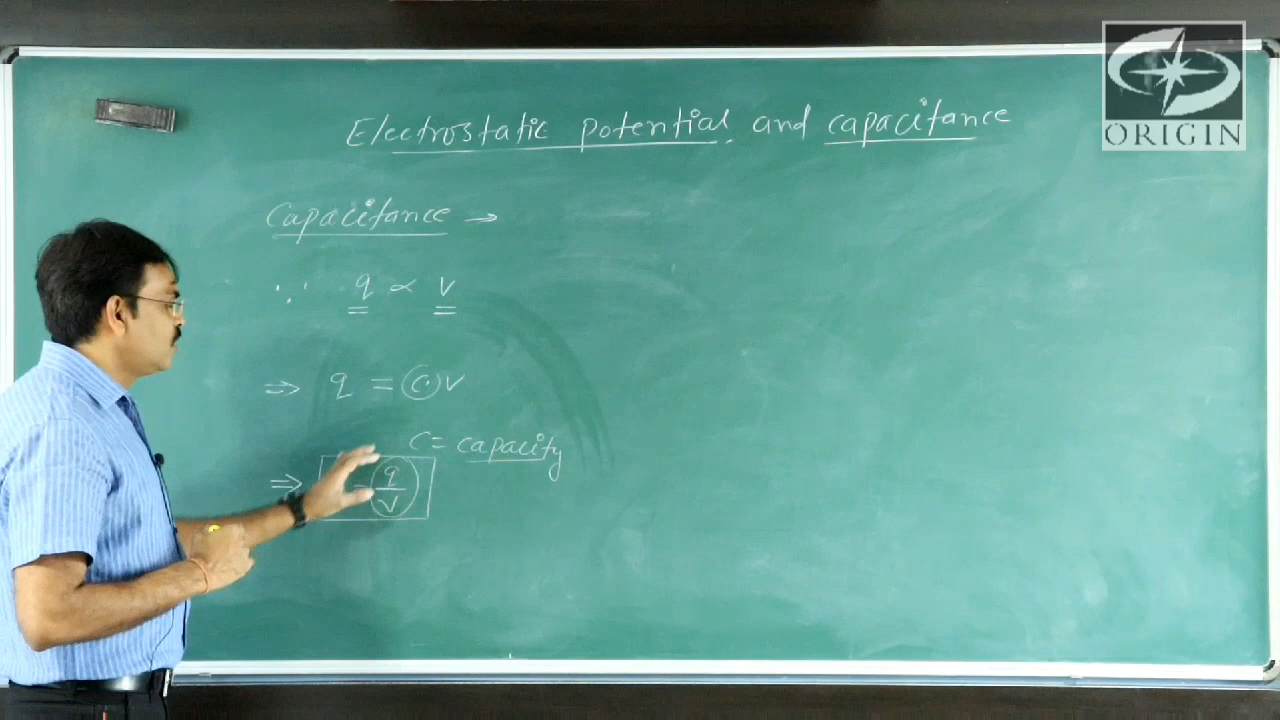 ORIGIN
Electrostatic potential and capacitance
Capacitance →
∵ q ∝ v
⇒ q = C v
C = capacity
⇒ = q/v